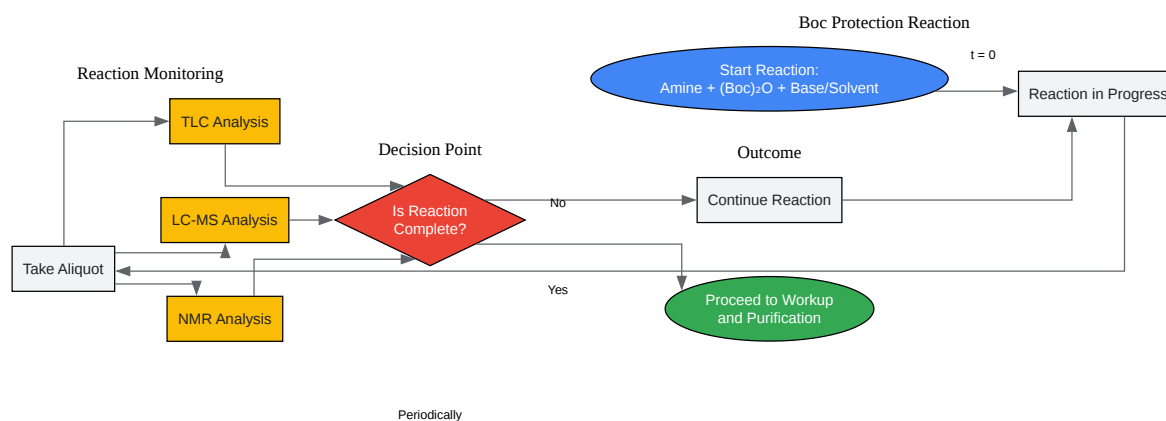 Boc Protection Reaction
t = 0
Start Reaction:
Amine + (Boc)₂O + Base/Solvent
Reaction in Progress
Reaction Monitoring
TLC Analysis
LC-MS Analysis
Take Aliquot
NMR Analysis
Decision Point
Is Reaction
Complete?
No
Yes
Outcome
Continue Reaction
Proceed to Workup
and Purification
Periodically